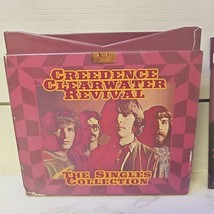 CREEDENCE
CLEARWATER
REVIVAL
THE SINGLES
COLLECTION